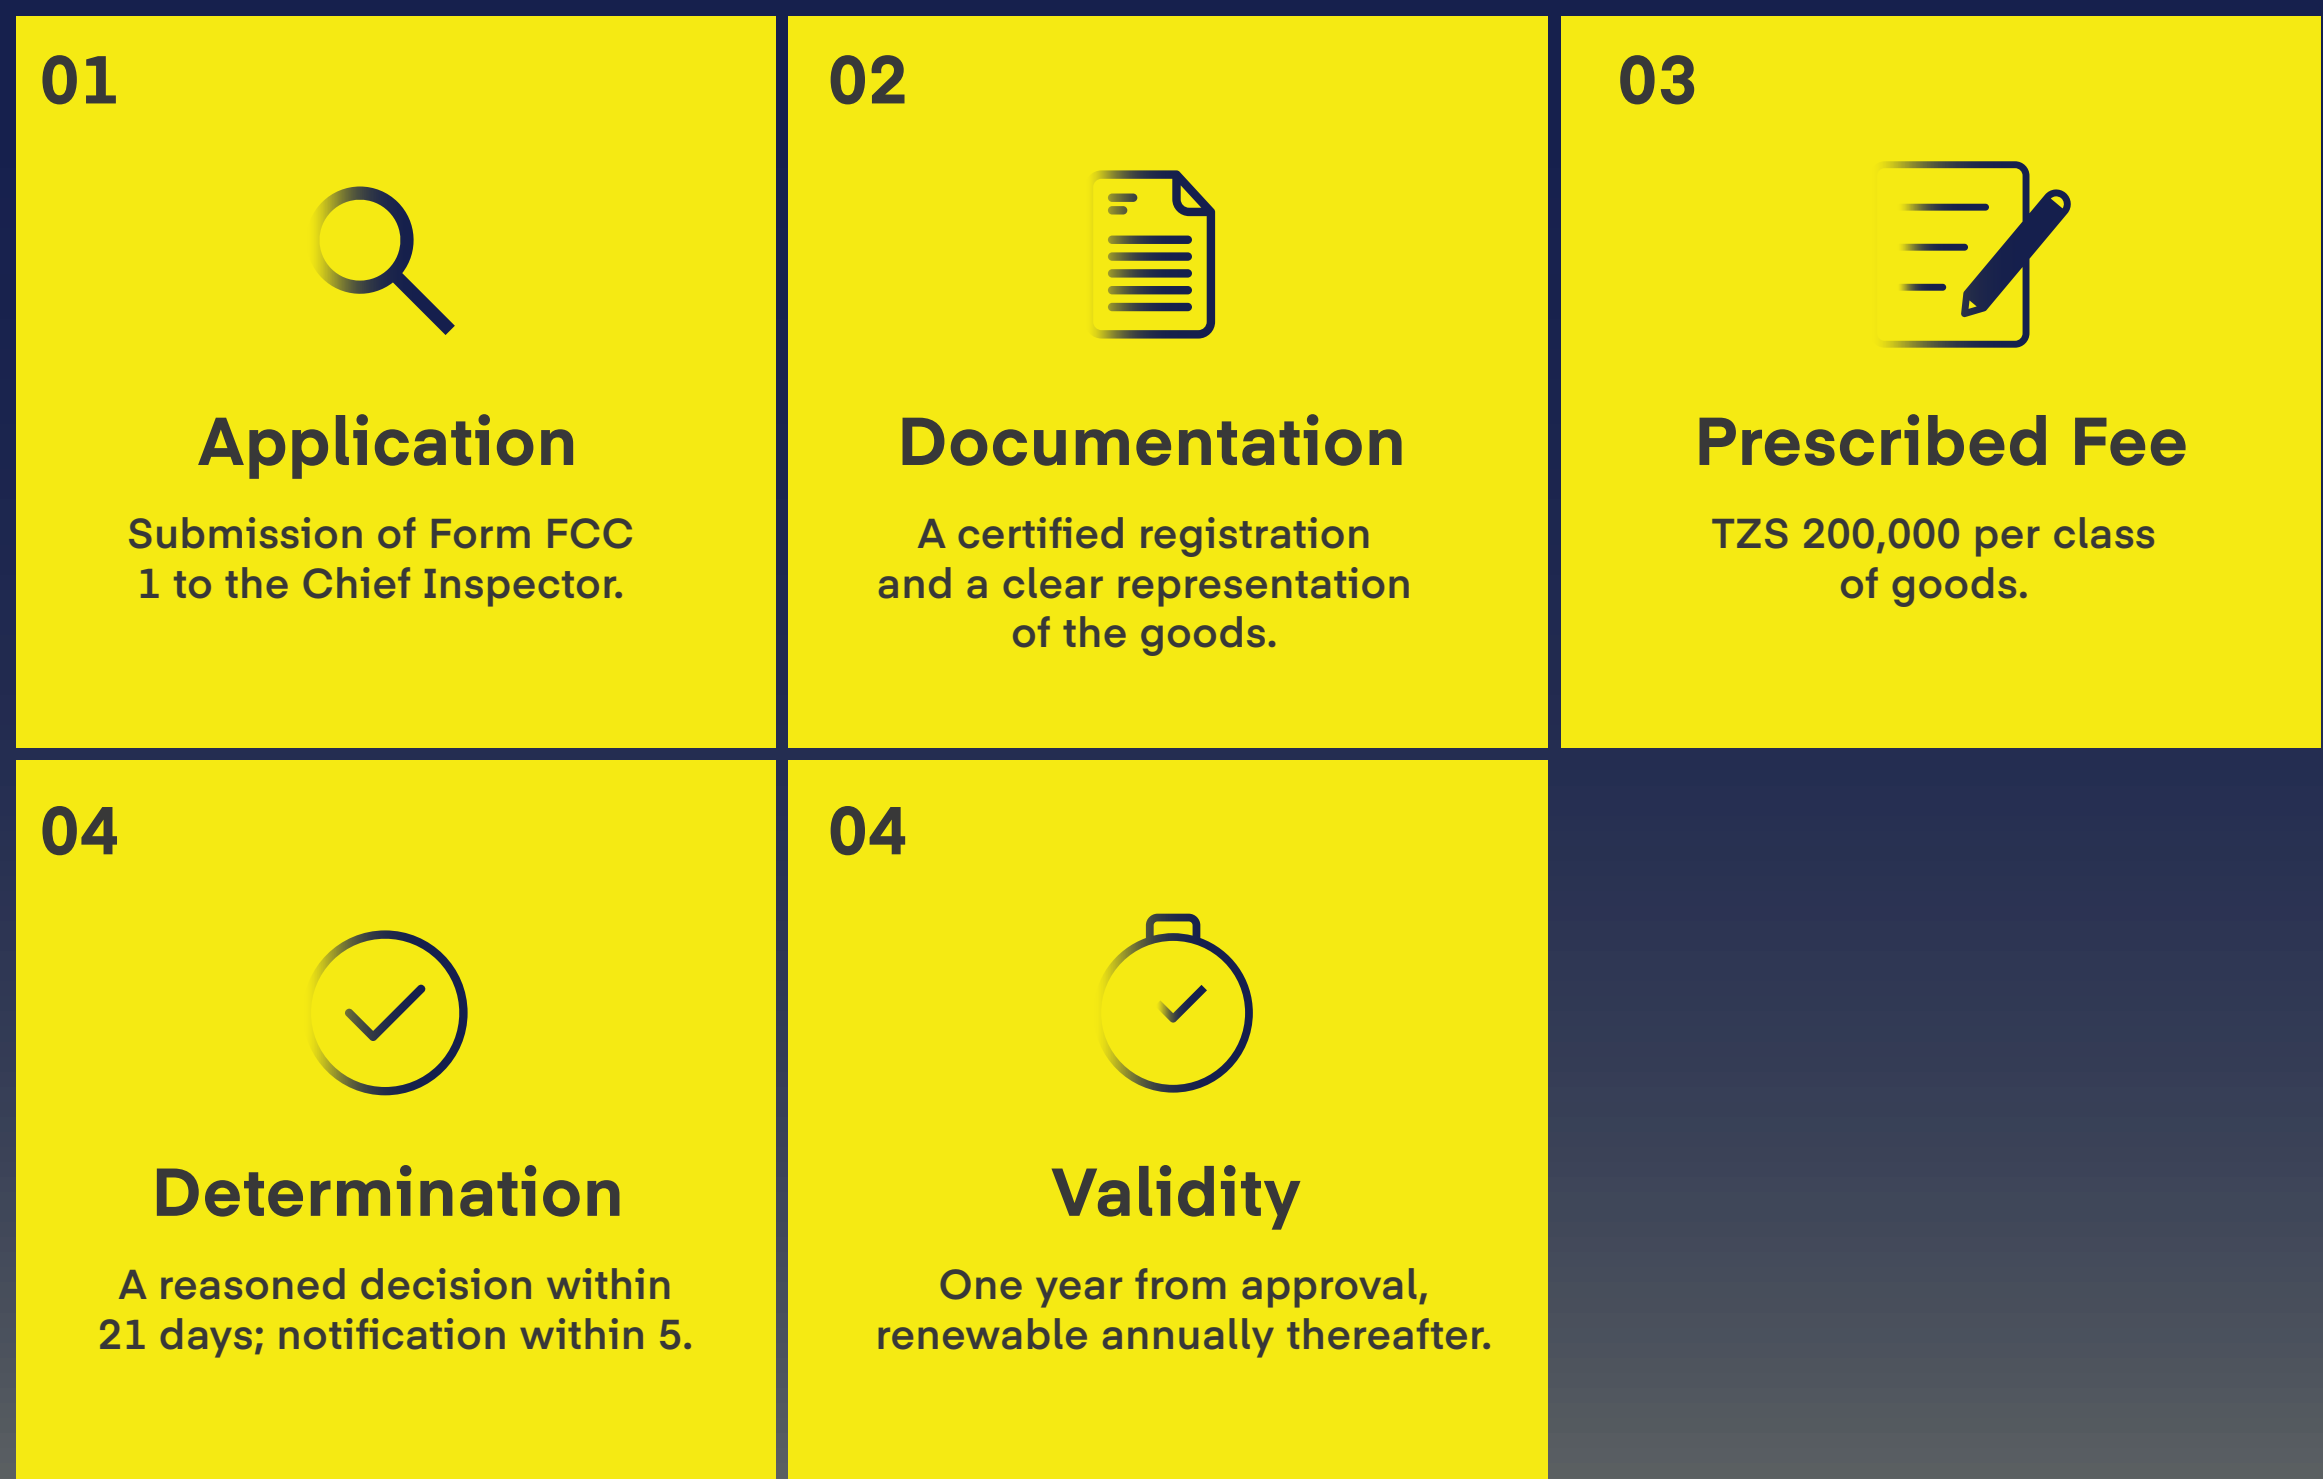 01
Application
Submission of Form FCC
1 to the Chief Inspector.
02
Documentation
A certified registration
and a clear representation
of the goods.
03
Prescribed Fee
TZS 200,000 per class
of goods.
04
Determination
A reasoned decision within
21 days; notification within 5.
04
Validity
One year from approval,
renewable annually thereafter.